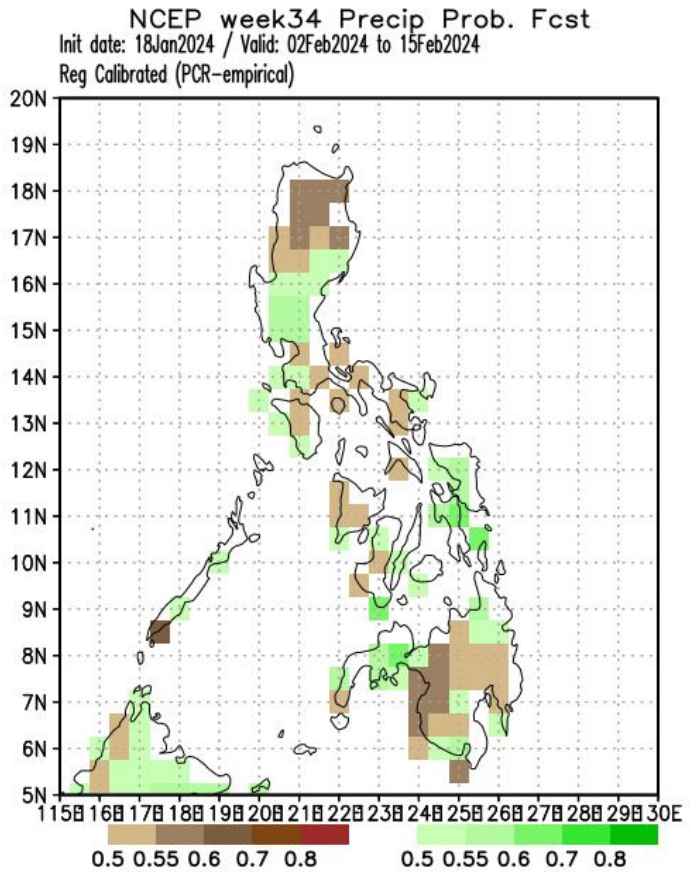 NCEP week34 Precip Prob. Fcst
Init date: 18Jan2024 / Valid: 02Feb2024 to 15Feb2024
Reg Calibrated (PCR-empirical)
20N
19N
18N
17N
16N
15N
14N
13N
12N
11N
10N
9N
8N
7N
6N
5N
115E 116E 117E 118E 119E 120E 121E 122E 123E 124E 125E 126E 127E 128E 129E 130E
0.5 0.55 0.6 0.7 0.8 0.5 0.55 0.6 0.7 0.8